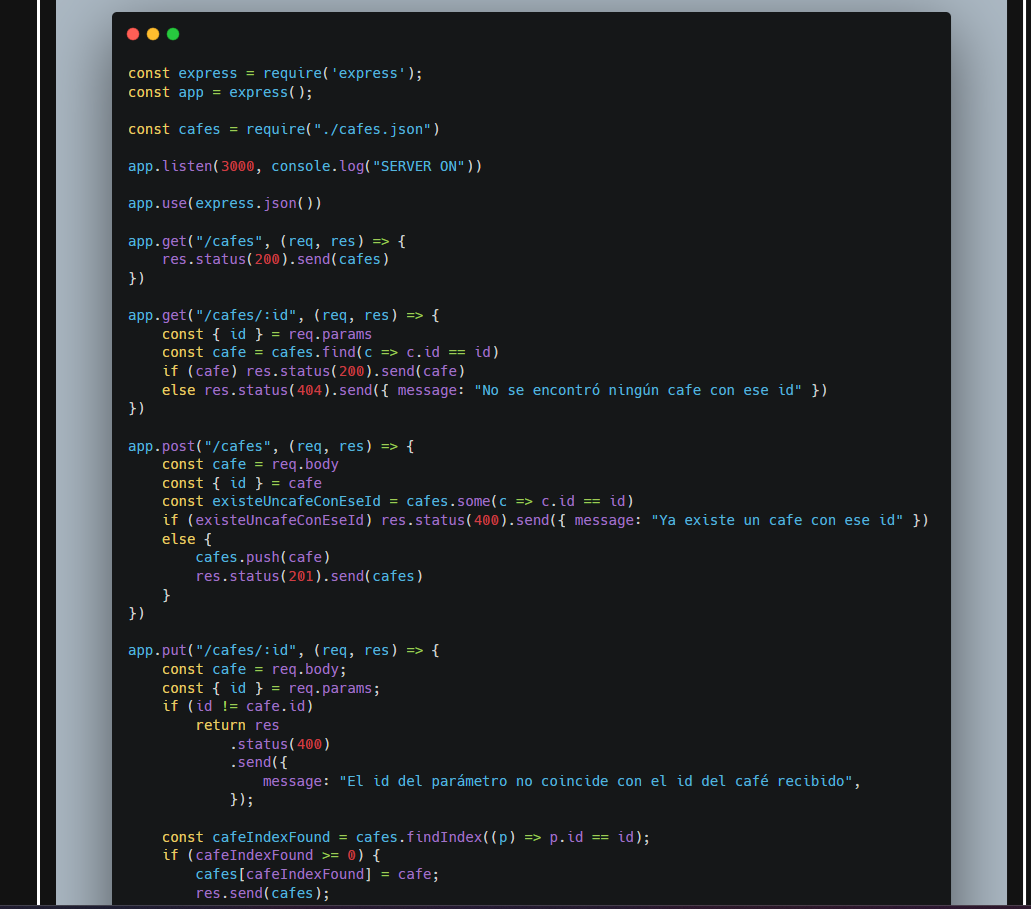 const express = require('express');
const app = express();
const cafes = require("./cafes.json")
app.listen(3000, console.log("SERVER ON"))
app.use(express.json())
app.get("/cafes", (req, res) => {
    res.status(200).send(cafes)
})
app.get("/cafes/:id", (req, res) => {
    const { id } = req.params
    const cafe = cafes.find(c => c.id == id)
    if (cafe) res.status(200).send(cafe)
    else res.status(404).send({ message: "No se encontró ningún cafe con ese id" })
})
app.post("/cafes", (req, res) => {
    const cafe = req.body
    const { id } = cafe
    const existeUncafeConEseId = cafes.some(c => c.id == id)
    if (existeUncafeConEseId) res.status(400).send({ message: "Ya existe un cafe con ese id" })
    else {
        cafes.push(cafe)
        res.status(201).send(cafes)
    }
})
app.put("/cafes/:id", (req, res) => {
    const cafe = req.body;
    const { id } = req.params;
    if (id != cafe.id)
        return res
            .status(400)
            .send({
                message: "El id del parámetro no coincide con el id del café recibido",
            });
    const cafeIndexFound = cafes.findIndex((p) => p.id == id);
    if (cafeIndexFound >= 0) {
        cafes[cafeIndexFound] = cafe;
        res.send(cafes);